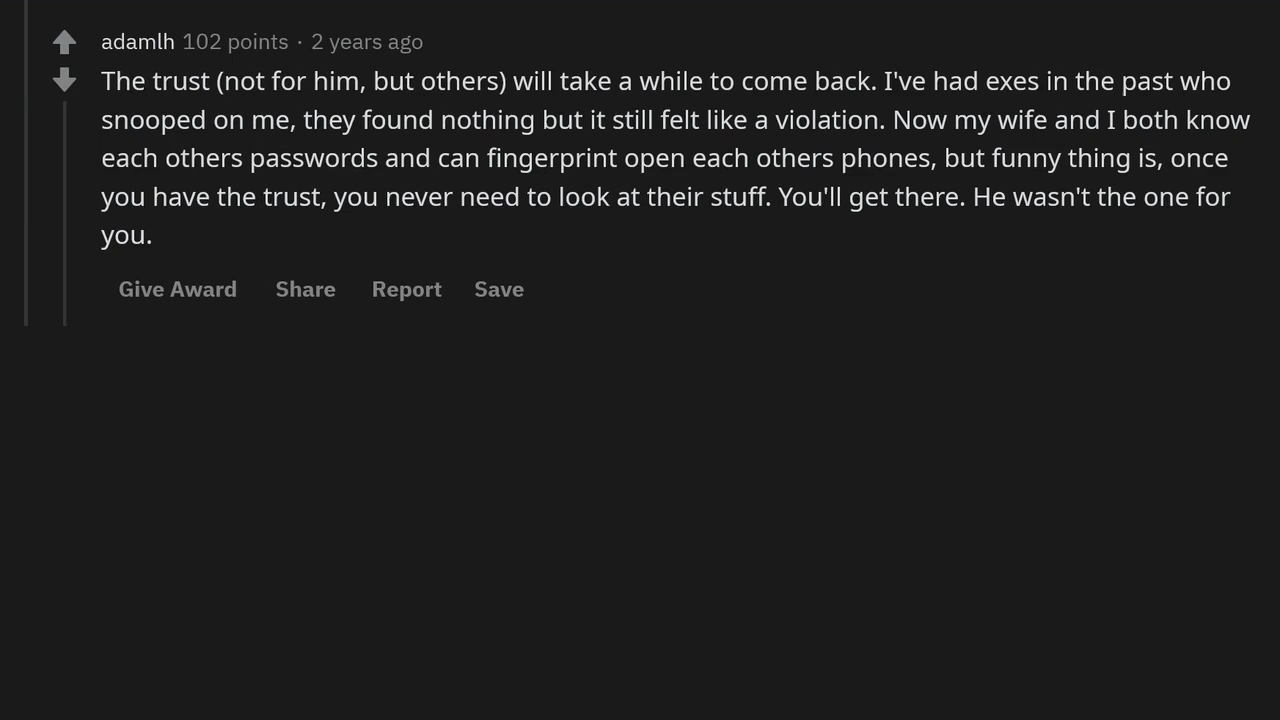 adamlh 102 points · 2 years ago
The trust (not for him, but others) will take a while to come back. I've had exes in the past who
snooped on me, they found nothing but it still felt like a violation. Now my wife and I both know
each others passwords and can fingerprint open each others phones, but funny thing is, once
you have the trust, you never need to look at their stuff. You'll get there. He wasn't the one for
you.
Give Award Share Report Save